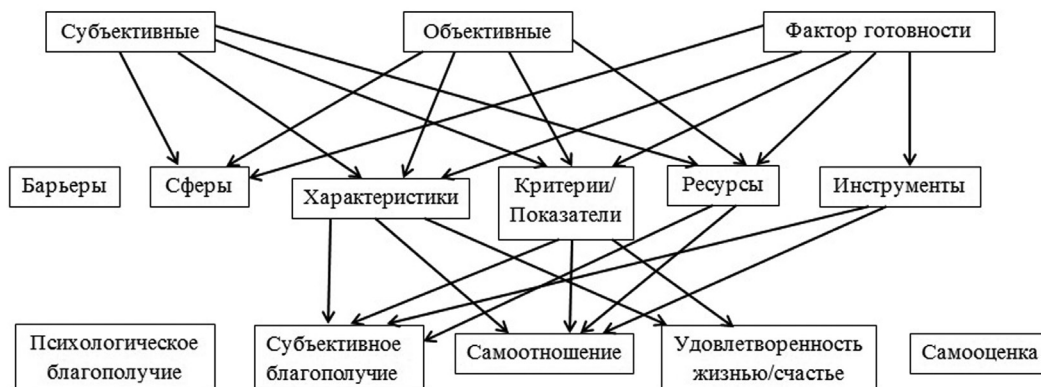 Субъективные
Объективные
Фактор готовности
Барьеры
Сферы
Характеристики
Критерии/
Показатели
Ресурсы
Инструменты
Психологическое
благополучие
Субъективное
благополучие
Самоотношение
Удовлетворенность
жизнью/счастье
Самооценка